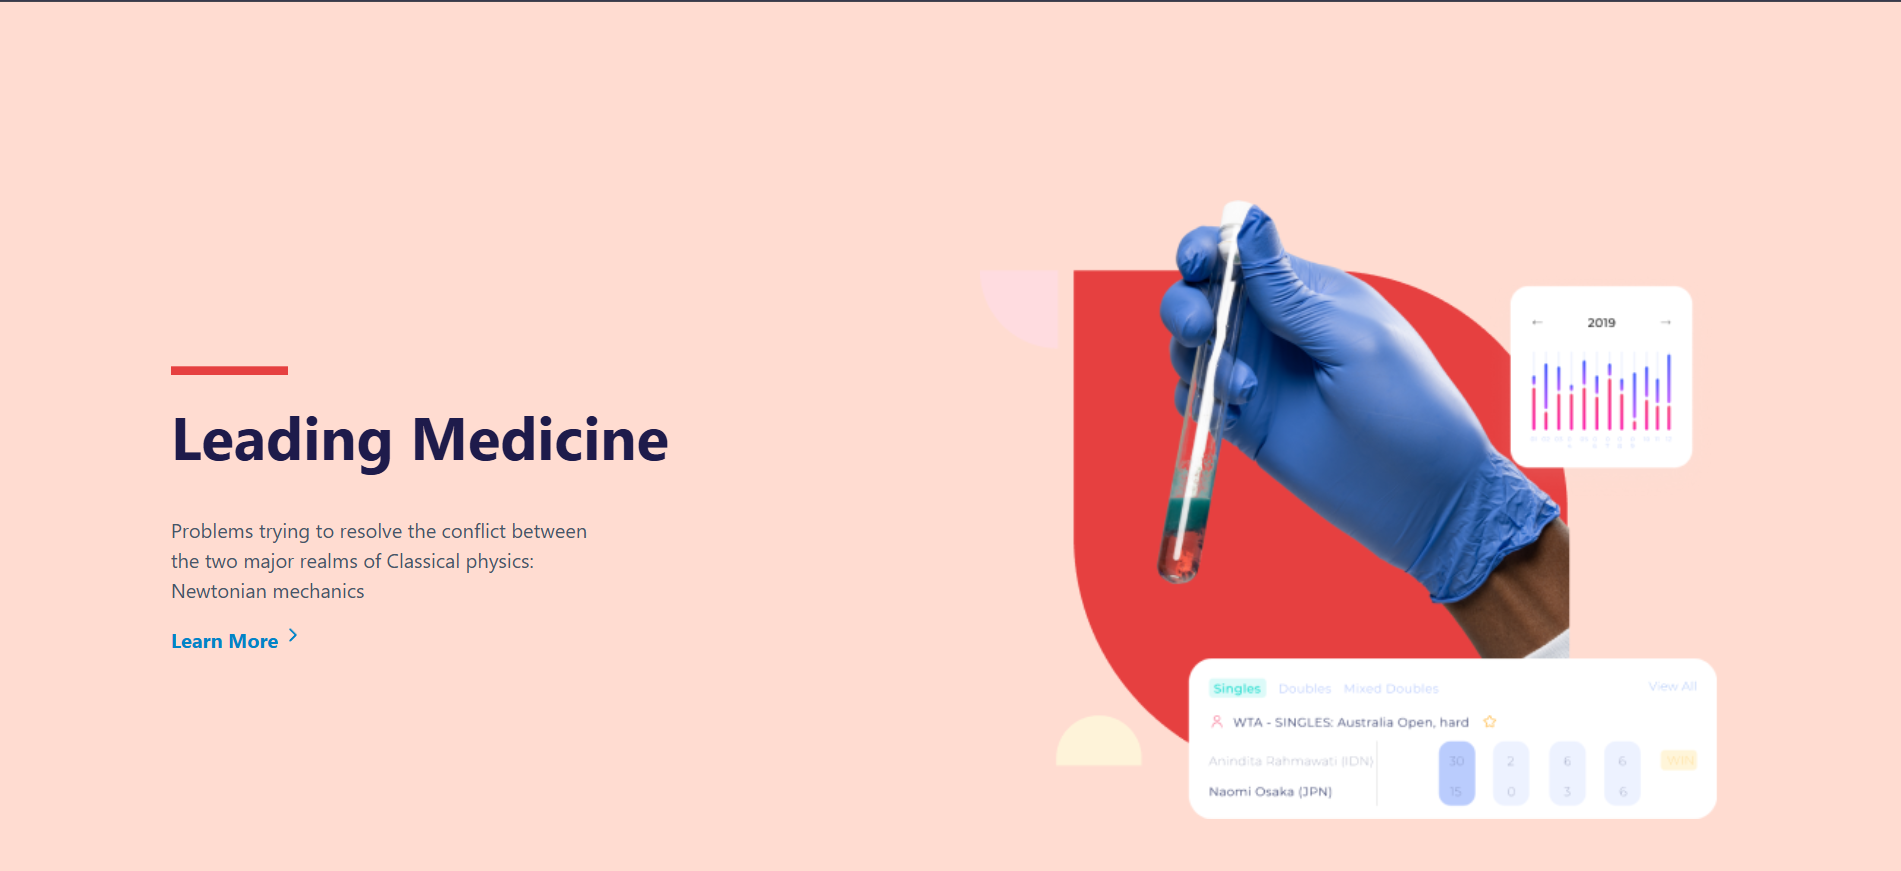 Leading Medicine
Problems trying to resolve the conflict between
the two major realms of Classical physics:
Newtonian mechanics
Learn More
2019
Singles Doubles Mixed Doubles View All
WTA - SINGLES: Australia Open, hard
Anindita Rahmawati (IDN) 30 2 6 6 WIN
Naomi Osaka (JPN) 15 0 3 6